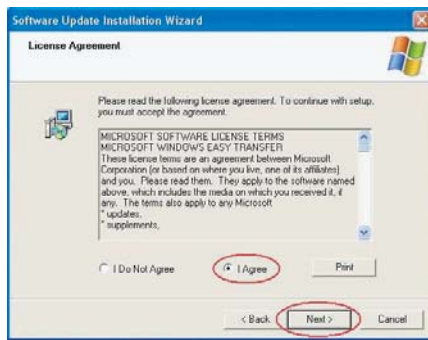 Software Update Installation Wizard
License Agreement
Please read the following license agreement. To continue with setup,
you must accept the agreement.
MICROSOFT SOFTWARE LICENSE TERMS
MICROSOFT WINDOWS EASY TRANSFER
These license terms are an agreement between Microsoft
Corporation (or based on where you live, one of its affiliates)
and you. Please read them. They apply to the software named
above, which includes the media on which you received it, if
any. The terms also apply to any Microsoft
* updates,
* supplements,
I Do Not Agree
I Agree
Print
< Back
Next >
Cancel